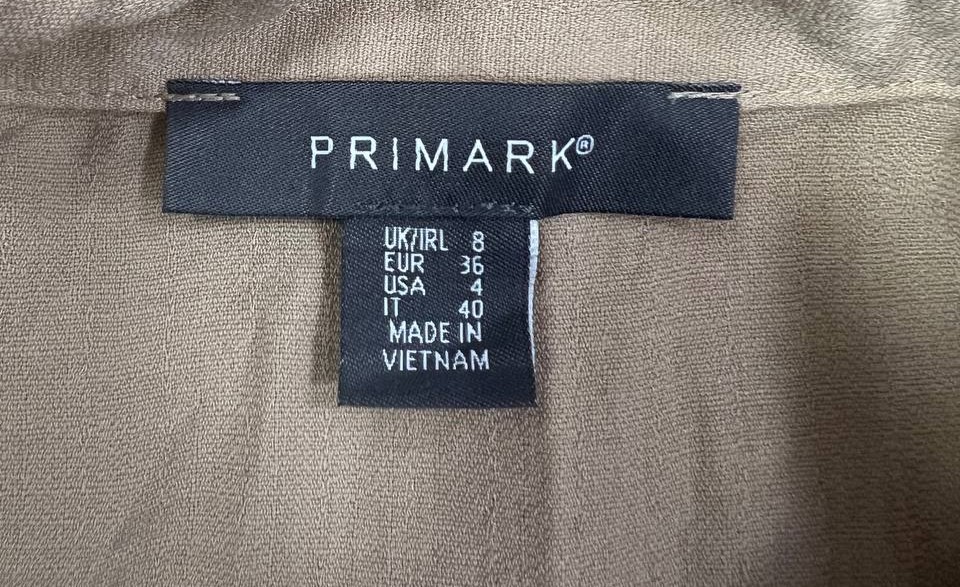 PRIMARK®
UK/IRL 8
EUR 36
USA 4
IT 40
MADE IN
VIETNAM